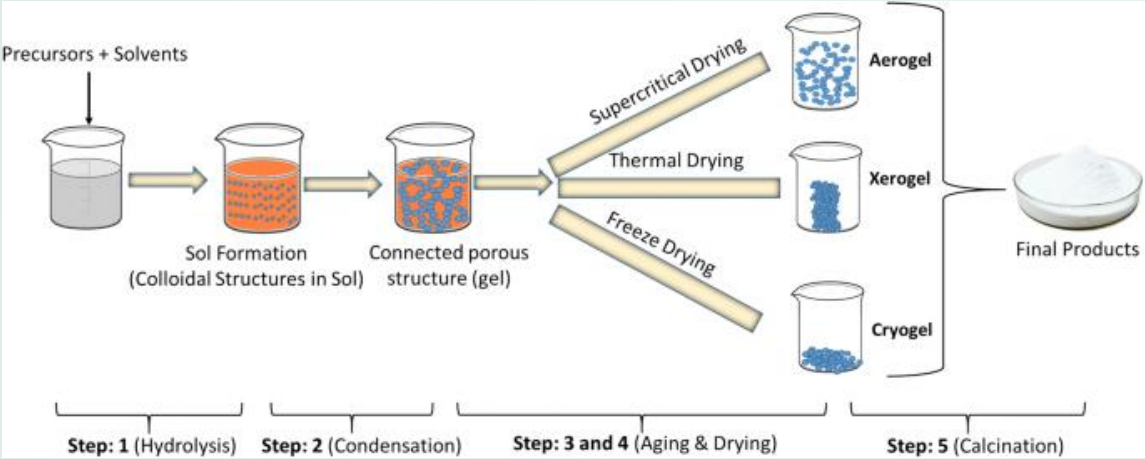 Precursors + Solvents
Sol Formation
(Colloidal Structures in Sol)
Connected porous
structure (gel)
Supercritical Drying
Thermal Drying
Freeze Drying
Aerogel
Xerogel
Cryogel
Final Products
Step: 1 (Hydrolysis)
Step: 2 (Condensation)
Step: 3 and 4 (Aging & Drying)
Step: 5 (Calcination)